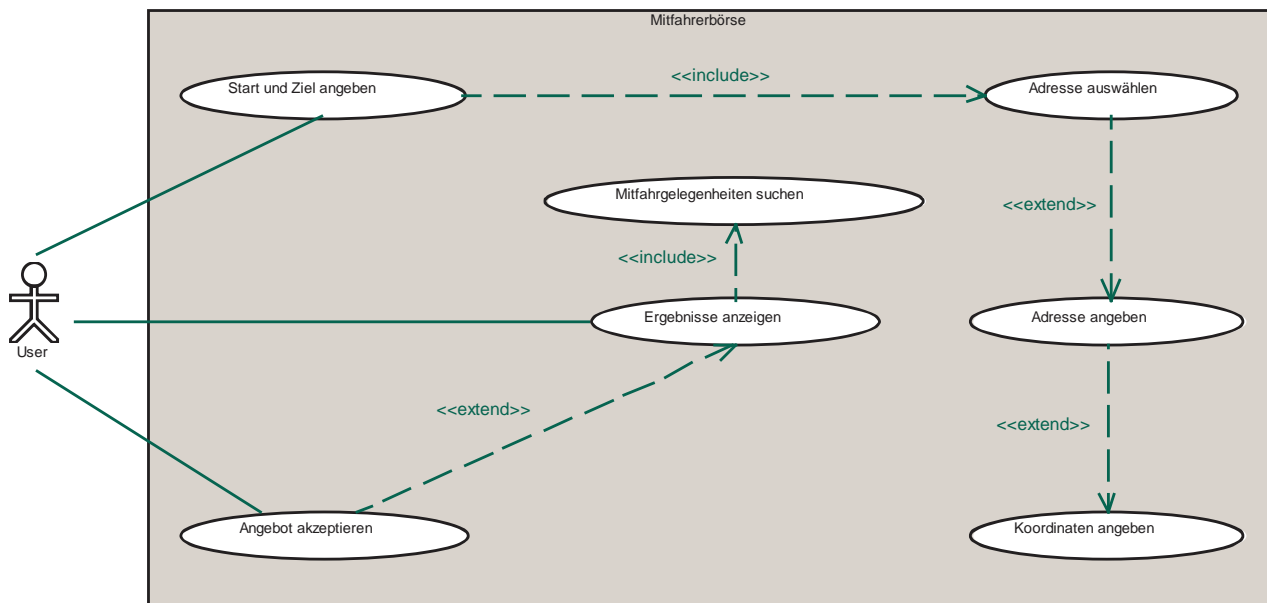 Mitfahrerbörse
Start und Ziel angeben
<<include>>
Adresse auswählen
Mitfahrgelegenheiten suchen
<<extend>>
<<include>>
Ergebnisse anzeigen
Adresse angeben
User
<<extend>>
<<extend>>
Angebot akzeptieren
Koordinaten angeben